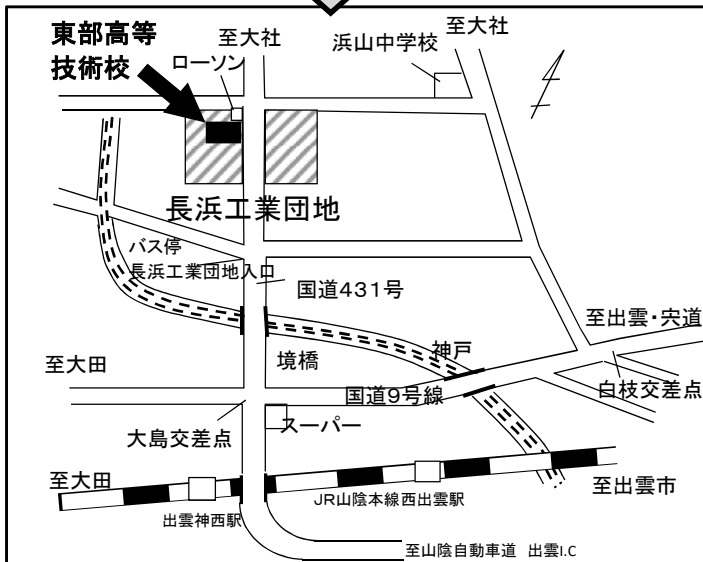 東部高等
技術校
至大社
ローソン
浜山中学校
至大社
長浜工業団地
バス停
長浜工業団地入口
国道431号
至出雲・宍道
神戸
至大田
境橋
国道9号線
白枝交差点
大島交差点
スーパー
至大田
出雲神西駅
JR山陰本線西出雲駅
至出雲市
至山陰自動車道 出雲I.C